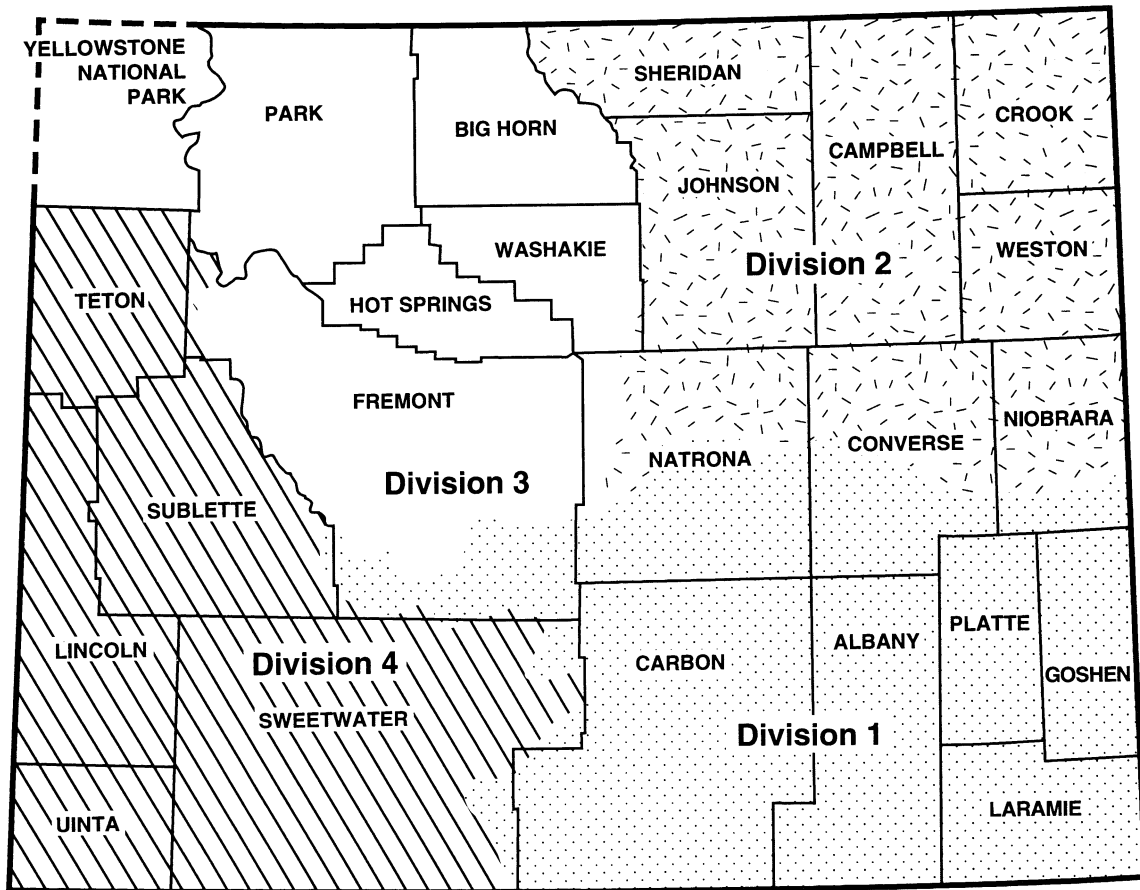 YELLOWSTONE
NATIONAL
PARK
PARK
BIG HORN
SHERIDAN
JOHNSON
CAMPBELL
CROOK
WESTON
WASHAKIE
Division 2
TETON
HOT SPRINGS
FREMONT
Division 3
NATRONA
CONVERSE
NIOBRARA
SUBLETTE
LINCOLN
Division 4
SWEETWATER
CARBON
ALBANY
PLATTE
GOSHEN
Division 1
UINTA
LARAMIE